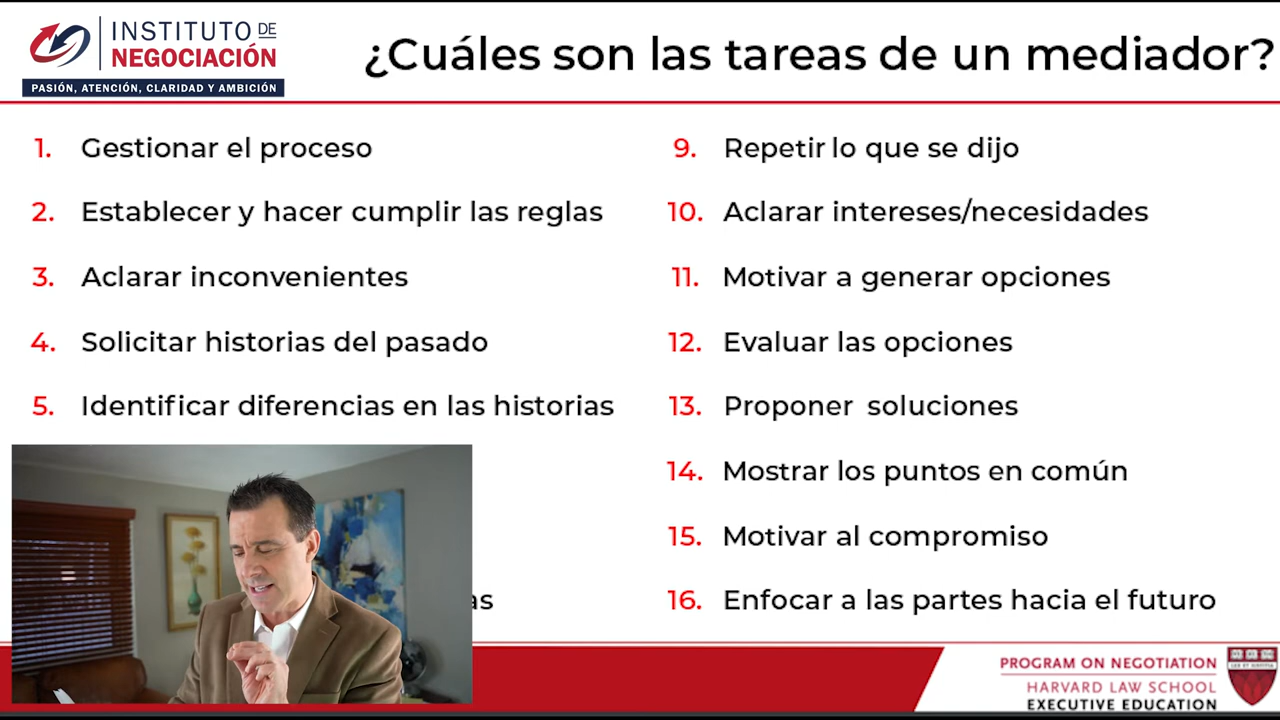 INSTITUTO DE
NEGOCIACIÓN
PASIÓN, ATENCIÓN, CLARIDAD Y AMBICIÓN
¿Cuáles son las tareas de un mediador?
1. Gestionar el proceso
2. Establecer y hacer cumplir las reglas
3. Aclarar inconvenientes
4. Solicitar historias del pasado
5. Identificar diferencias en las historias
9. Repetir lo que se dijo
10. Aclarar intereses/necesidades
11. Motivar a generar opciones
12. Evaluar las opciones
13. Proponer soluciones
14. Mostrar los puntos en común
15. Motivar al compromiso
16. Enfocar a las partes hacia el futuro
PROGRAM ON NEGOTIATION
HARVARD LAW SCHOOL
EXECUTIVE EDUCATION